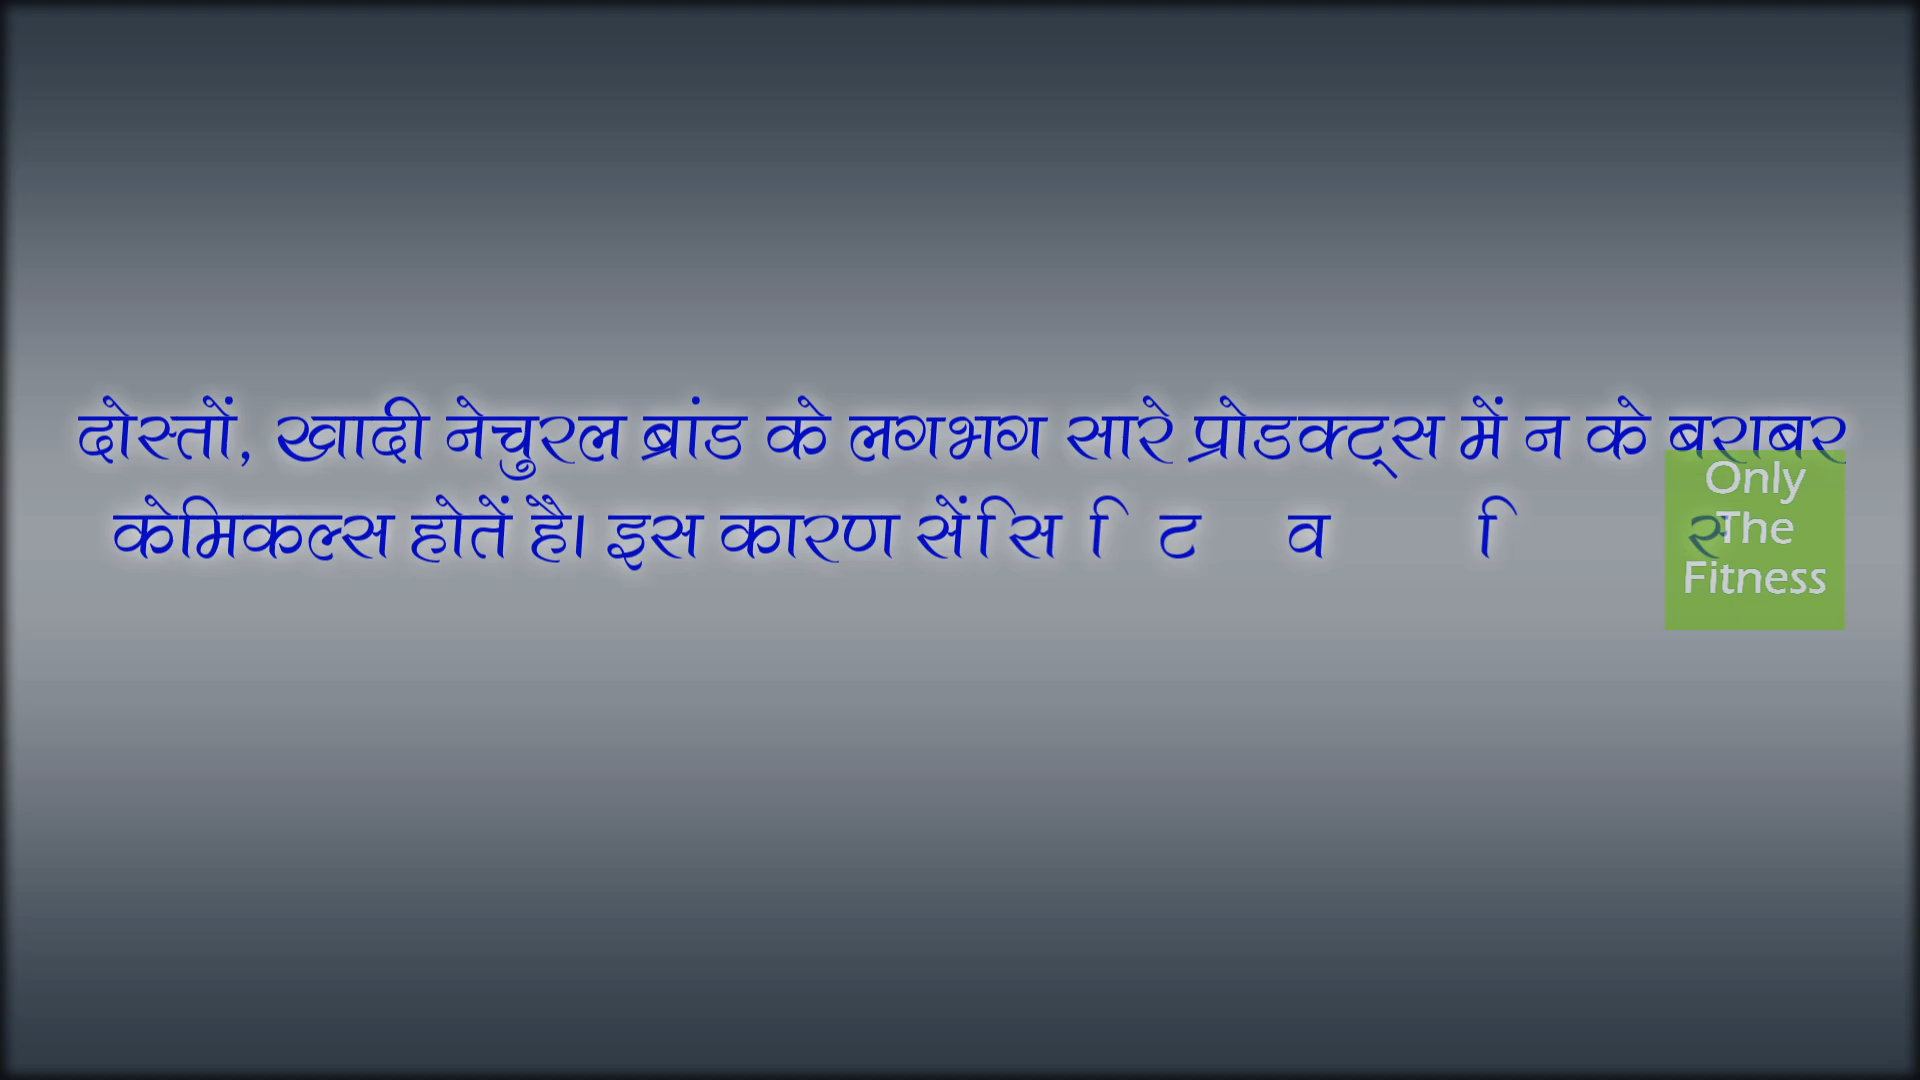 दोस्तों, खादी नेचुरल ब्रांड के लगभग सारे प्रोडक्ट्स में न के बराबर
केमिकल्स होतें है। इस कारण सें
Only
The
Fitness